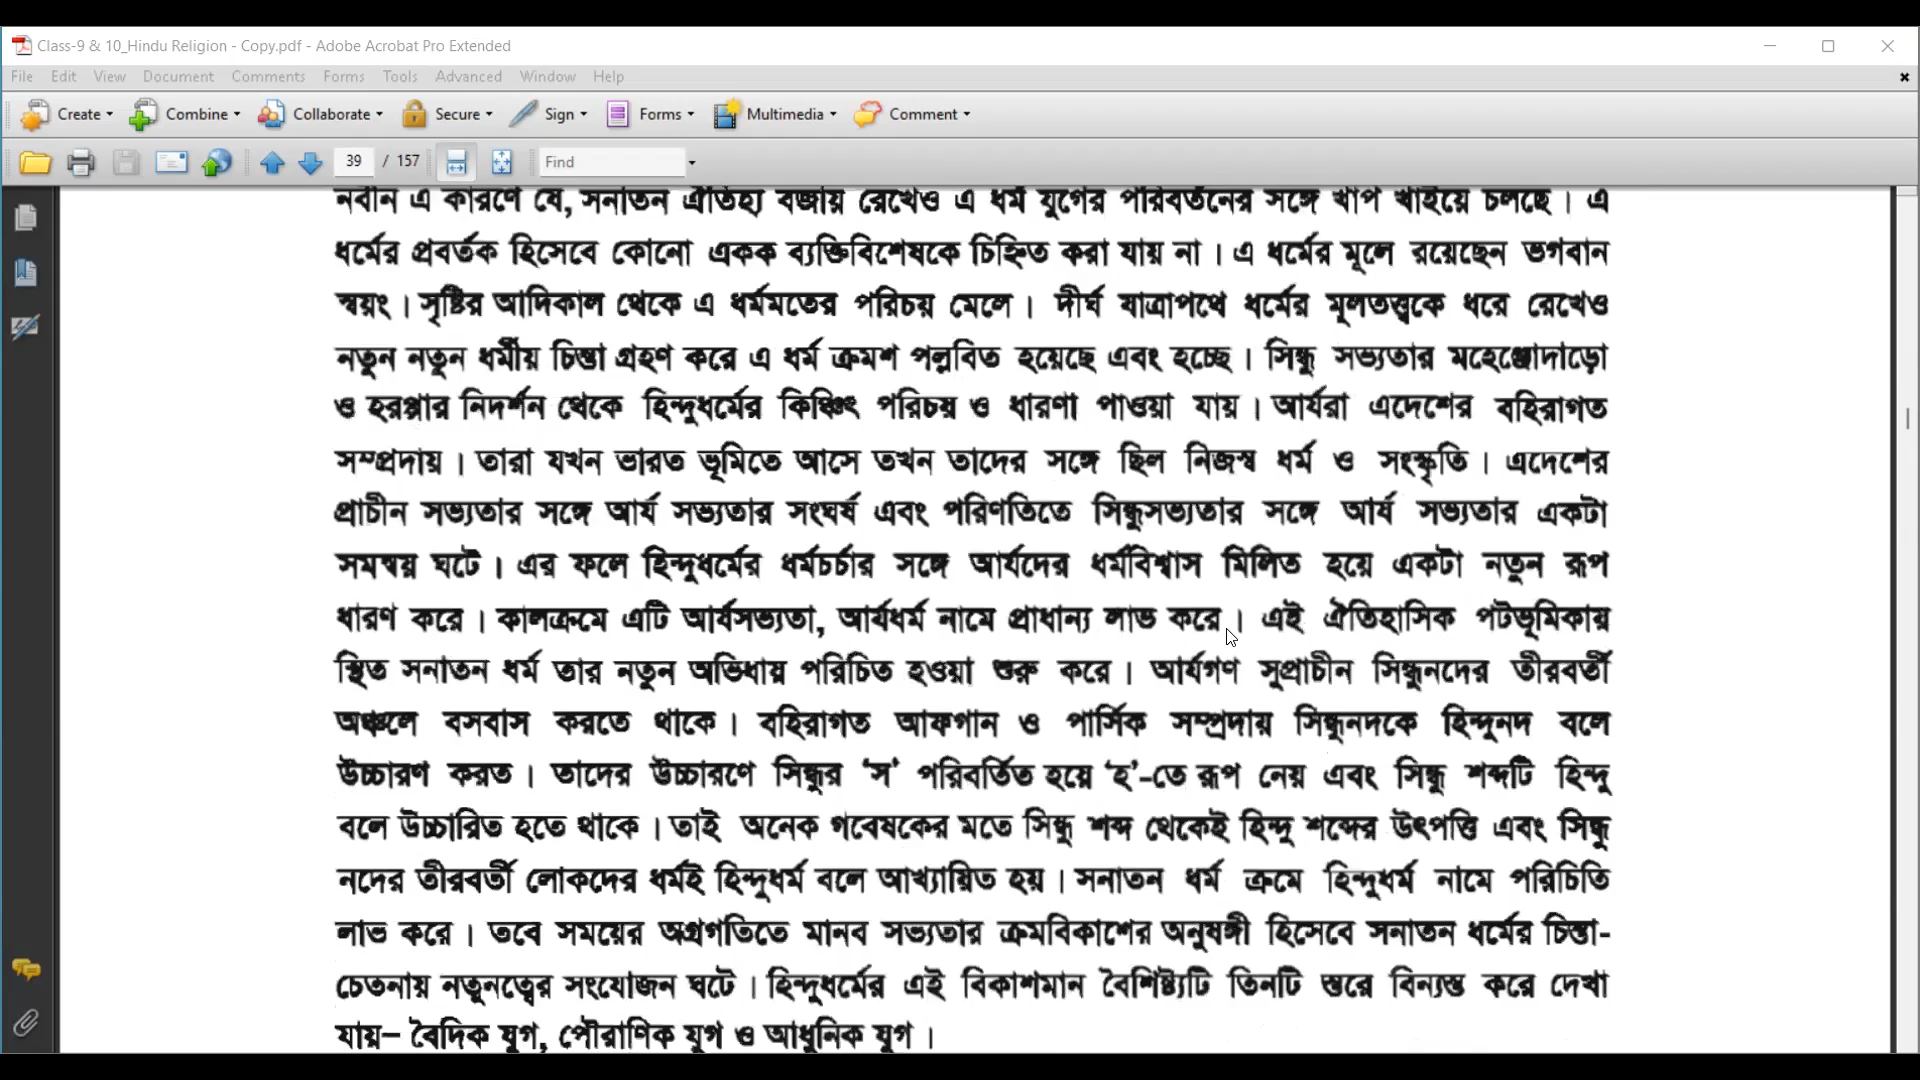 Class-9 & 10_Hindu Religion - Copy.pdf - Adobe Acrobat Pro Extended
File Edit View Document Comments Forms Tools Advanced Window Help
Create Combine Collaborate Secure Sign Forms Multimedia Comment
39 / 157 Find
নবীন এ কারণে যে, সনাতন ঐতিহ্য বজায় রেখেও এ ধর্ম যুগের পরিবর্তনের সঙ্গে খাপ খাইয়ে চলছে। এ
ধর্মের প্রবর্তক হিসেবে কোনো একক ব্যক্তিবিশেষকে চিহ্নিত করা যায় না। এ ধর্মের মূলে রয়েছেন ভগবান
স্বয়ং। সৃষ্টির আদিকাল থেকে এ ধর্মমতের পরিচয় মেলে। দীর্ঘ যাত্রাপথে ধর্মের মূলতত্ত্বকে ধরে রেখেও
নতুন নতুন ধর্মীয় চিন্তা গ্রহণ করে এ ধর্ম ক্রমশ পল্লবিত হয়েছে এবং হচ্ছে। সিন্ধু সভ্যতার মহেঞ্জোদাড়ো
ও হরপ্পার নিদর্শন থেকে হিন্দুধর্মের কিঞ্চিৎ পরিচয় ও ধারণা পাওয়া যায়। আর্যরা এদেশের বহিরাগত
সম্প্রদায়। তারা যখন ভারত ভূমিতে আসে তখন তাদের সঙ্গে ছিল নিজস্ব ধর্ম ও সংস্কৃতি। এদেশের
প্রাচীন সভ্যতার সঙ্গে আর্য সভ্যতার সংঘর্ষ এবং পরিণতিতে সিন্ধুসভ্যতার সঙ্গে আর্য সভ্যতার একটা
সমন্বয় ঘটে। এর ফলে হিন্দুধর্মের ধর্মচর্চার সঙ্গে আর্যদের ধর্মবিশ্বাস মিলিত হয়ে একটা নতুন রূপ
ধারণ করে। কালক্রমে এটি আর্যসভ্যতা, আর্যধর্ম নামে প্রাধান্য লাভ করে। এই ঐতিহাসিক পটভূমিকায়
স্থিত সনাতন ধর্ম তার নতুন অভিধায় পরিচিত হওয়া শুরু করে। আর্যগণ সুপ্রাচীন সিন্ধুনদের তীরবর্তী
অঞ্চলে বসবাস করতে থাকে। বহিরাগত আফগান ও পার্সিক সম্প্রদায় সিন্ধুনদকে হিন্দুনদ বলে
উচ্চারণ করত। তাদের উচ্চারণে সিন্ধুর ‘স’ পরিবর্তিত হয়ে ‘হ’-তে রূপ নেয় এবং সিন্ধু শব্দটি হিন্দু
বলে উচ্চারিত হতে থাকে। তাই অনেক গবেষকের মতে সিন্ধু শব্দ থেকেই হিন্দু শব্দের উৎপত্তি এবং সিন্ধু
নদের তীরবর্তী লোকদের ধর্মই হিন্দুধর্ম বলে আখ্যায়িত হয়। সনাতন ধর্ম ক্রমে হিন্দুধর্ম নামে পরিচিতি
লাভ করে। তবে সময়ের অগ্রগতিতে মানব সভ্যতার ক্রমবিকাশের অনুষঙ্গী হিসেবে সনাতন ধর্মের চিন্তা-
চেতনায় নতুনত্বের সংযোজন ঘটে। হিন্দুধর্মের এই বিকাশমান বৈশিষ্ট্যটি তিনটি স্তরে বিন্যস্ত করে দেখা
যায়– বৈদিক যুগ, পৌরাণিক যুগ ও আধুনিক যুগ।